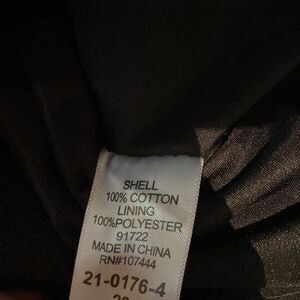 SHELL
100% COTTON
LINING
100%POLYESTER
91722
MADE IN CHINA
RN#107444
21-0176-4